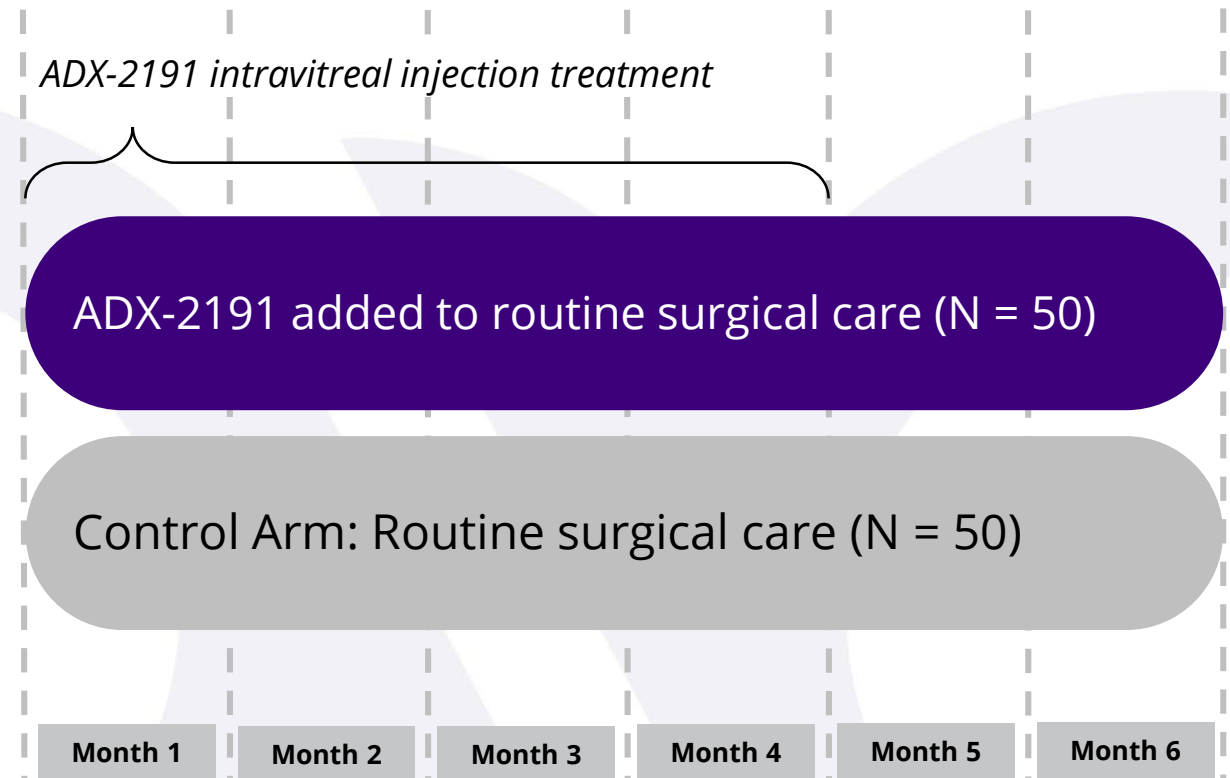 ADX-2191 intravitreal injection treatment
ADX-2191 added to routine surgical care (N = 50)
Control Arm: Routine surgical care (N = 50)
Month 1
Month 2
Month 3
Month 4
Month 5
Month 6